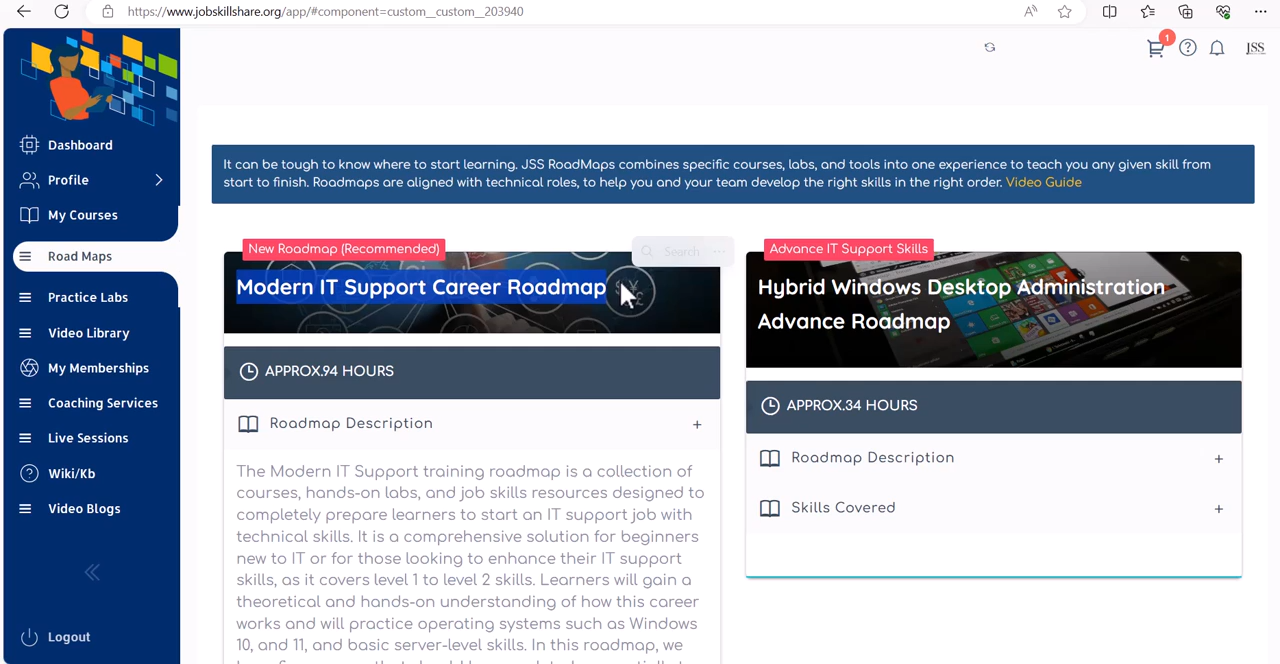 https://www.jobskillshare.org/app/#component=custom__custom__203940
1
JSS
Dashboard
Profile
My Courses
Road Maps
Practice Labs
Video Library
My Memberships
Coaching Services
Live Sessions
Wiki/Kb
Video Blogs
Logout
It can be tough to know where to start learning. JSS RoadMaps combines specific courses, labs, and tools into one experience to teach you any given skill from
start to finish. Roadmaps are aligned with technical roles, to help you and your team develop the right skills in the right order. Video Guide
New Roadmap (Recommended)
Search
Modern IT Support Career Roadmap
APPROX.94 HOURS
Roadmap Description +
The Modern IT Support training roadmap is a collection of
courses, hands-on labs, and job skills resources designed to
completely prepare learners to start an IT support job with
technical skills. It is a comprehensive solution for beginners
new to IT or for those looking to enhance their IT support
skills, as it covers level 1 to level 2 skills. Learners will gain a
theoretical and hands-on understanding of how this career
works and will practice operating systems such as Windows
10, and 11, and basic server-level skills. In this roadmap, we
Advance IT Support Skills
Hybrid Windows Desktop Administration
Advance Roadmap
APPROX.34 HOURS
Roadmap Description +
Skills Covered +